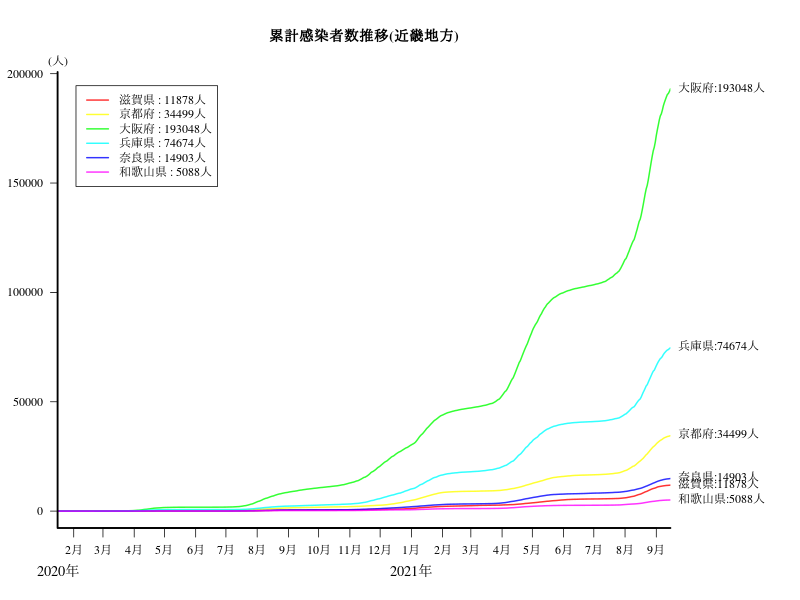 累計感染者数推移(近畿地方)
(人)
200000
150000
100000
50000
0
滋賀県 : 11878人
京都府 : 34499人
大阪府 : 193048人
兵庫県 : 74674人
奈良県 : 14903人
和歌山県 : 5088人
大阪府:193048人
兵庫県:74674人
京都府:34499人
奈良県:14903人
滋賀県:11878人
和歌山県:5088人
2月 3月 4月 5月 6月 7月 8月 9月 10月 11月 12月 1月 2月 3月 4月 5月 6月 7月 8月 9月
2020年 2021年